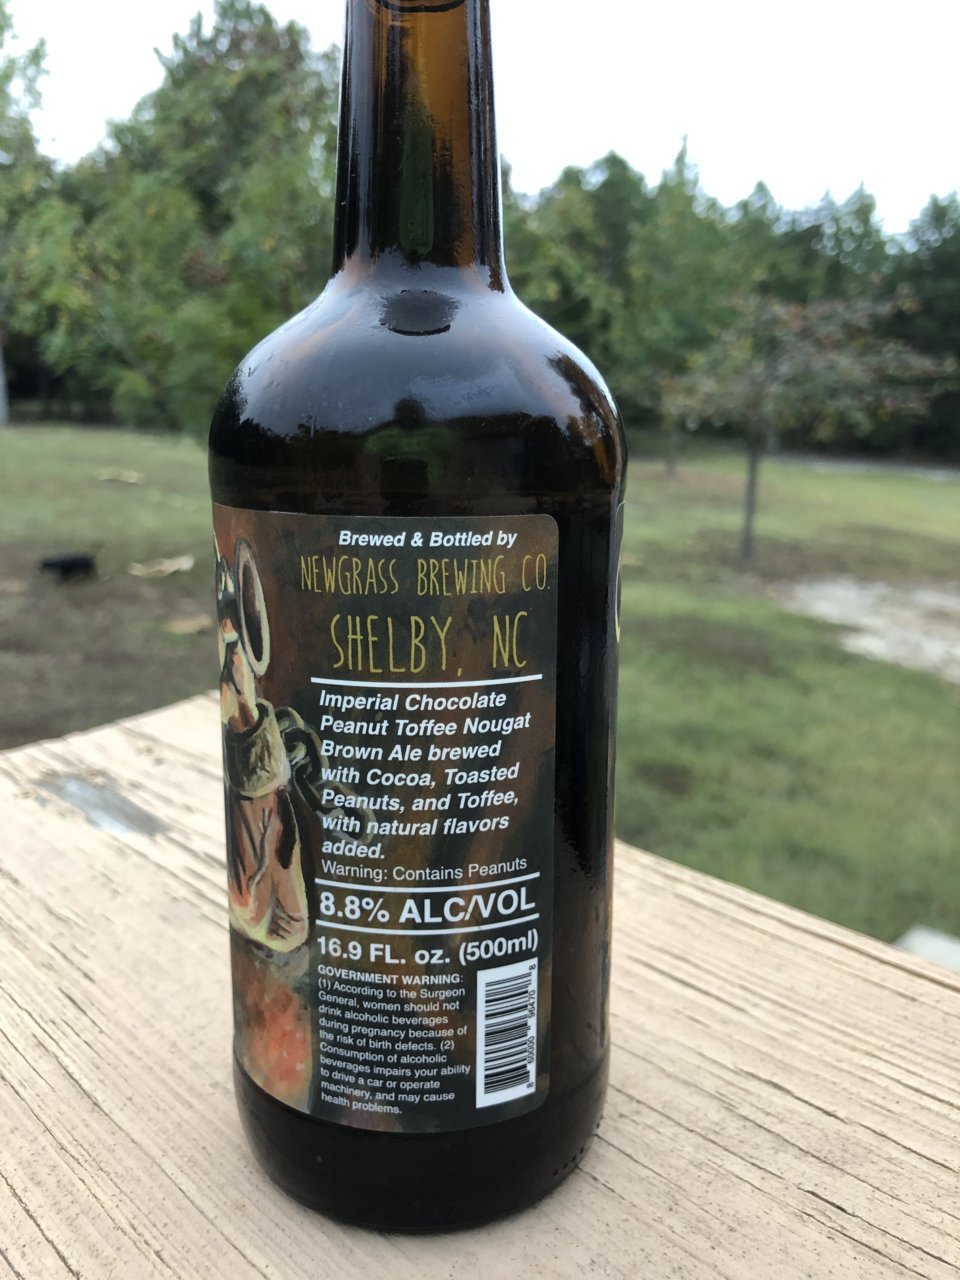 Brewed & Bottled by
NEWGRASS BREWING CO.
SHELBY, NC
Imperial Chocolate
Peanut Toffee Nougat
Brown Ale brewed
with Cocoa, Toasted
Peanuts, and Toffee,
with natural flavors
added.
Warning: Contains Peanuts
8.8% ALC/VOL
16.9 FL. oz. (500ml)
GOVERNMENT WARNING:
(1) According to the Surgeon
General, women should not
drink alcoholic beverages
during pregnancy because of
the risk of birth defects. (2)
Consumption of alcoholic
beverages impairs your ability
to drive a car or operate
machinery, and may cause
health problems.